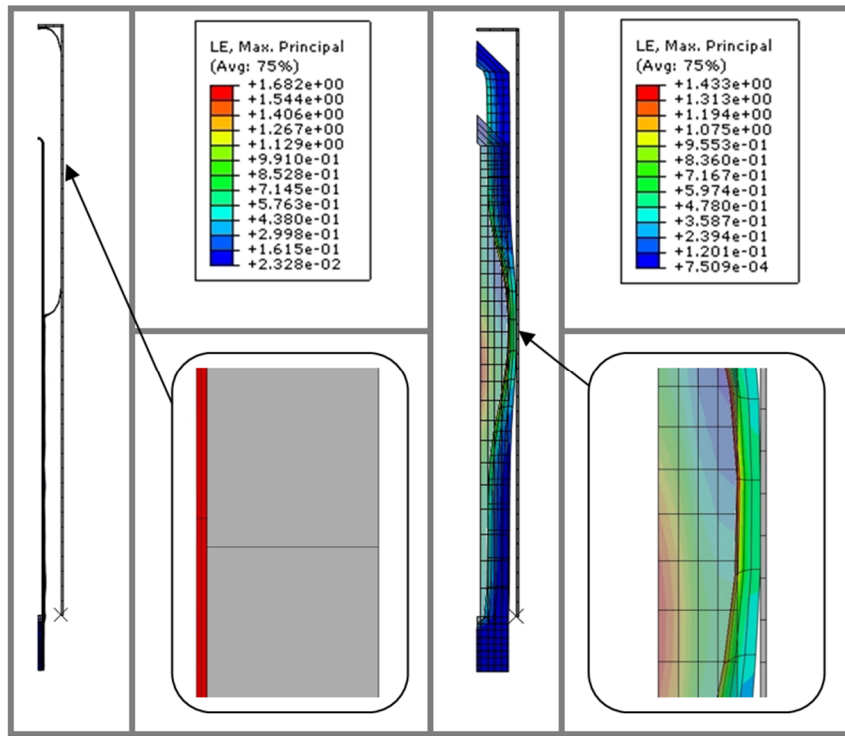 LE, Max. Principal
(Avg: 75%)
+1.682e+00
+1.544e+00
+1.406e+00
+1.267e+00
+1.129e+00
+9.910e-01
+8.528e-01
+7.145e-01
+5.763e-01
+4.380e-01
+2.998e-01
+1.615e-01
+2.328e-02
LE, Max. Principal
(Avg: 75%)
+1.433e+00
+1.313e+00
+1.194e+00
+1.075e+00
+9.553e-01
+8.360e-01
+7.167e-01
+5.974e-01
+4.780e-01
+3.587e-01
+2.394e-01
+1.201e-01
+7.509e-04